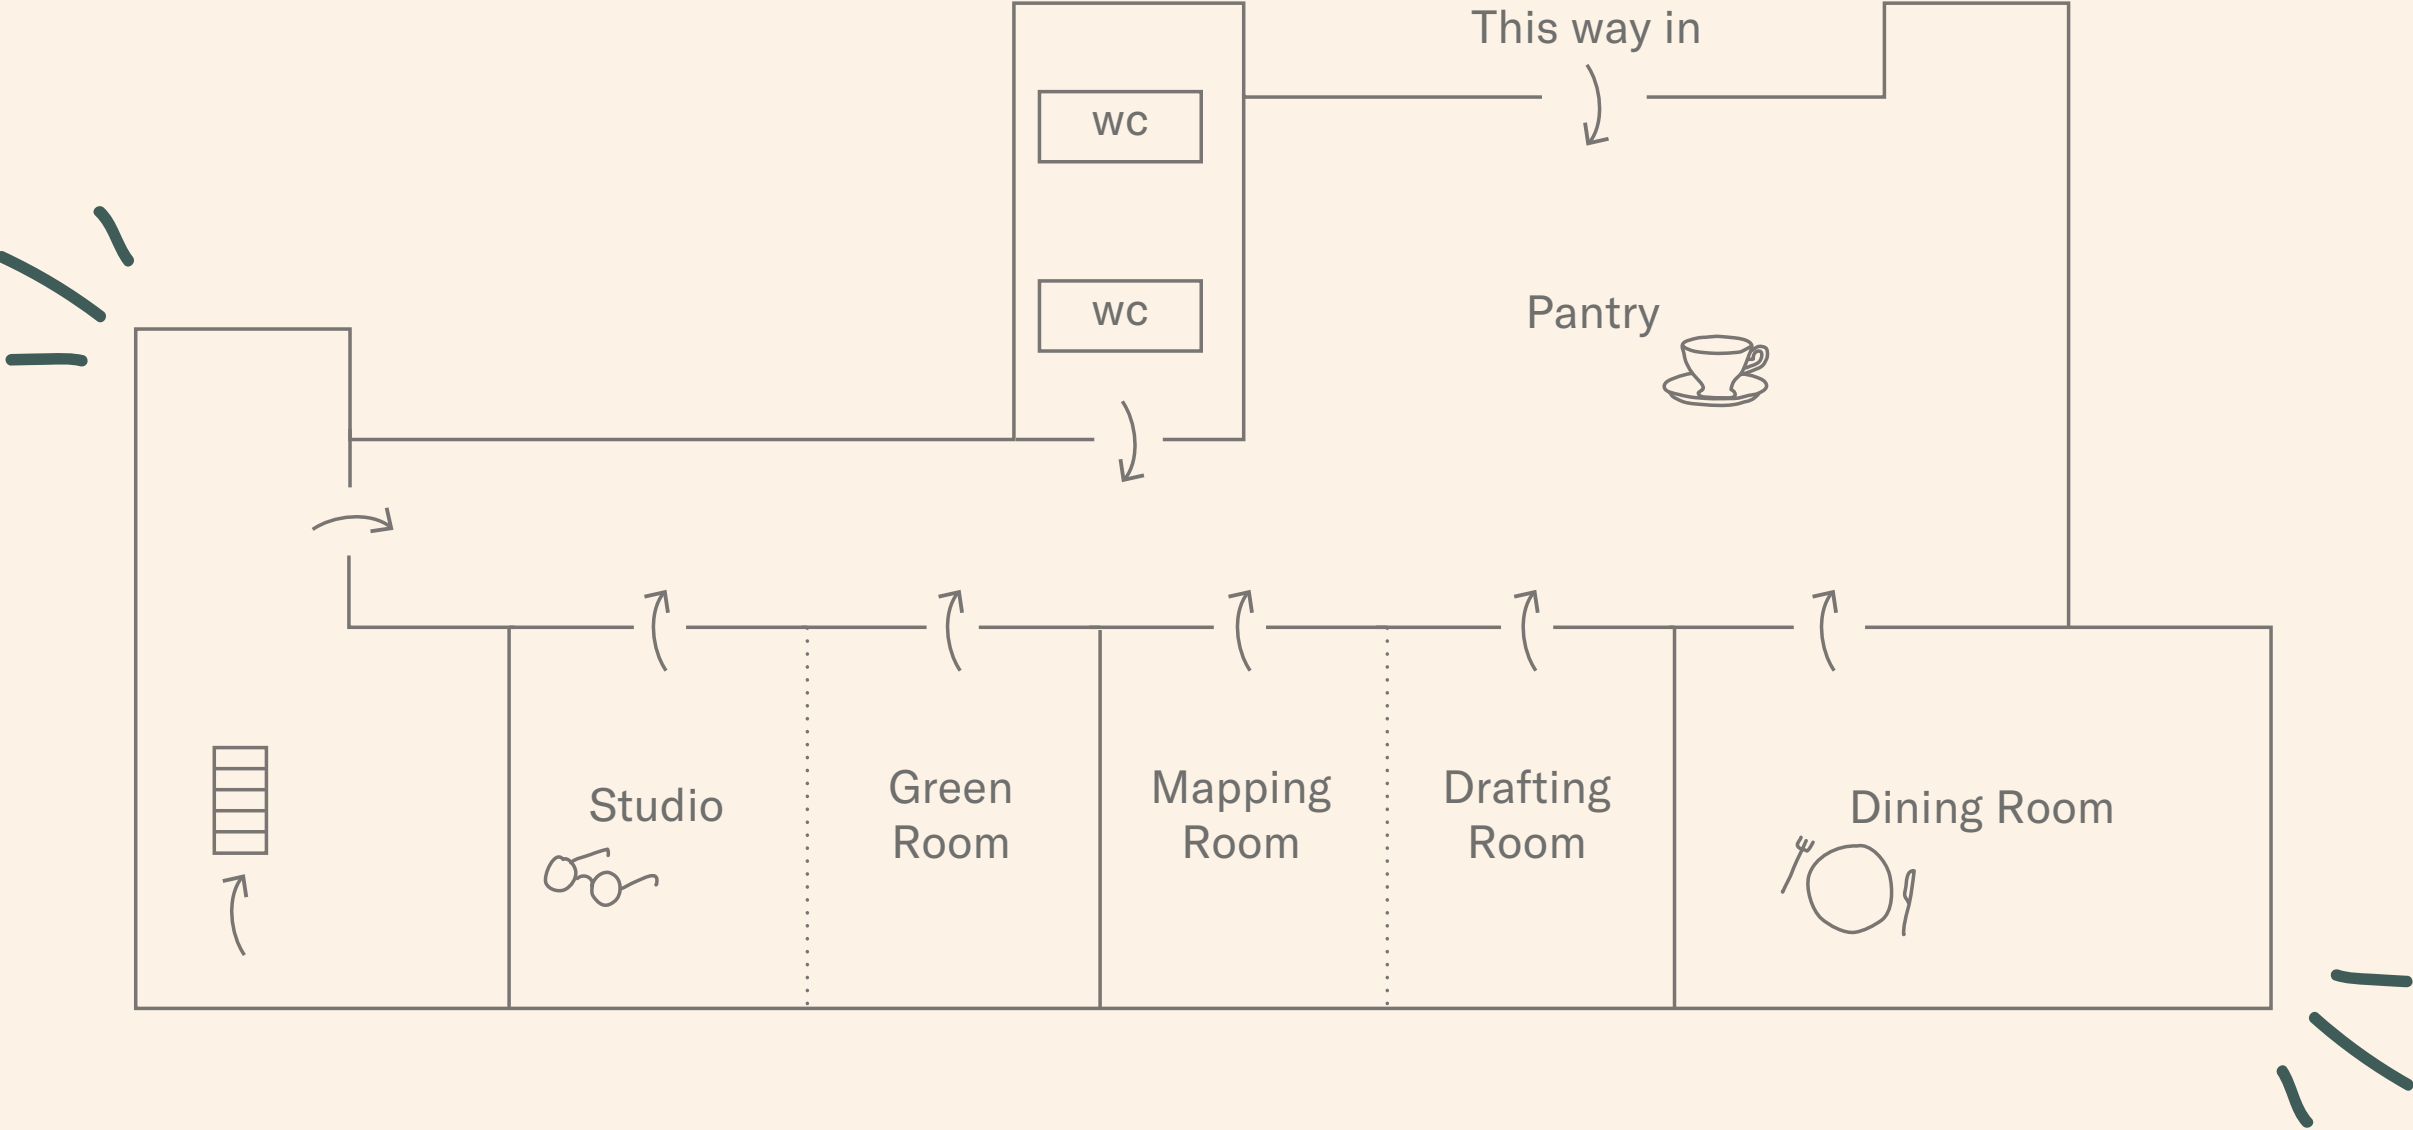 This way in
wc
wc
Pantry
Studio
Green
Room
Mapping
Room
Drafting
Room
Dining Room